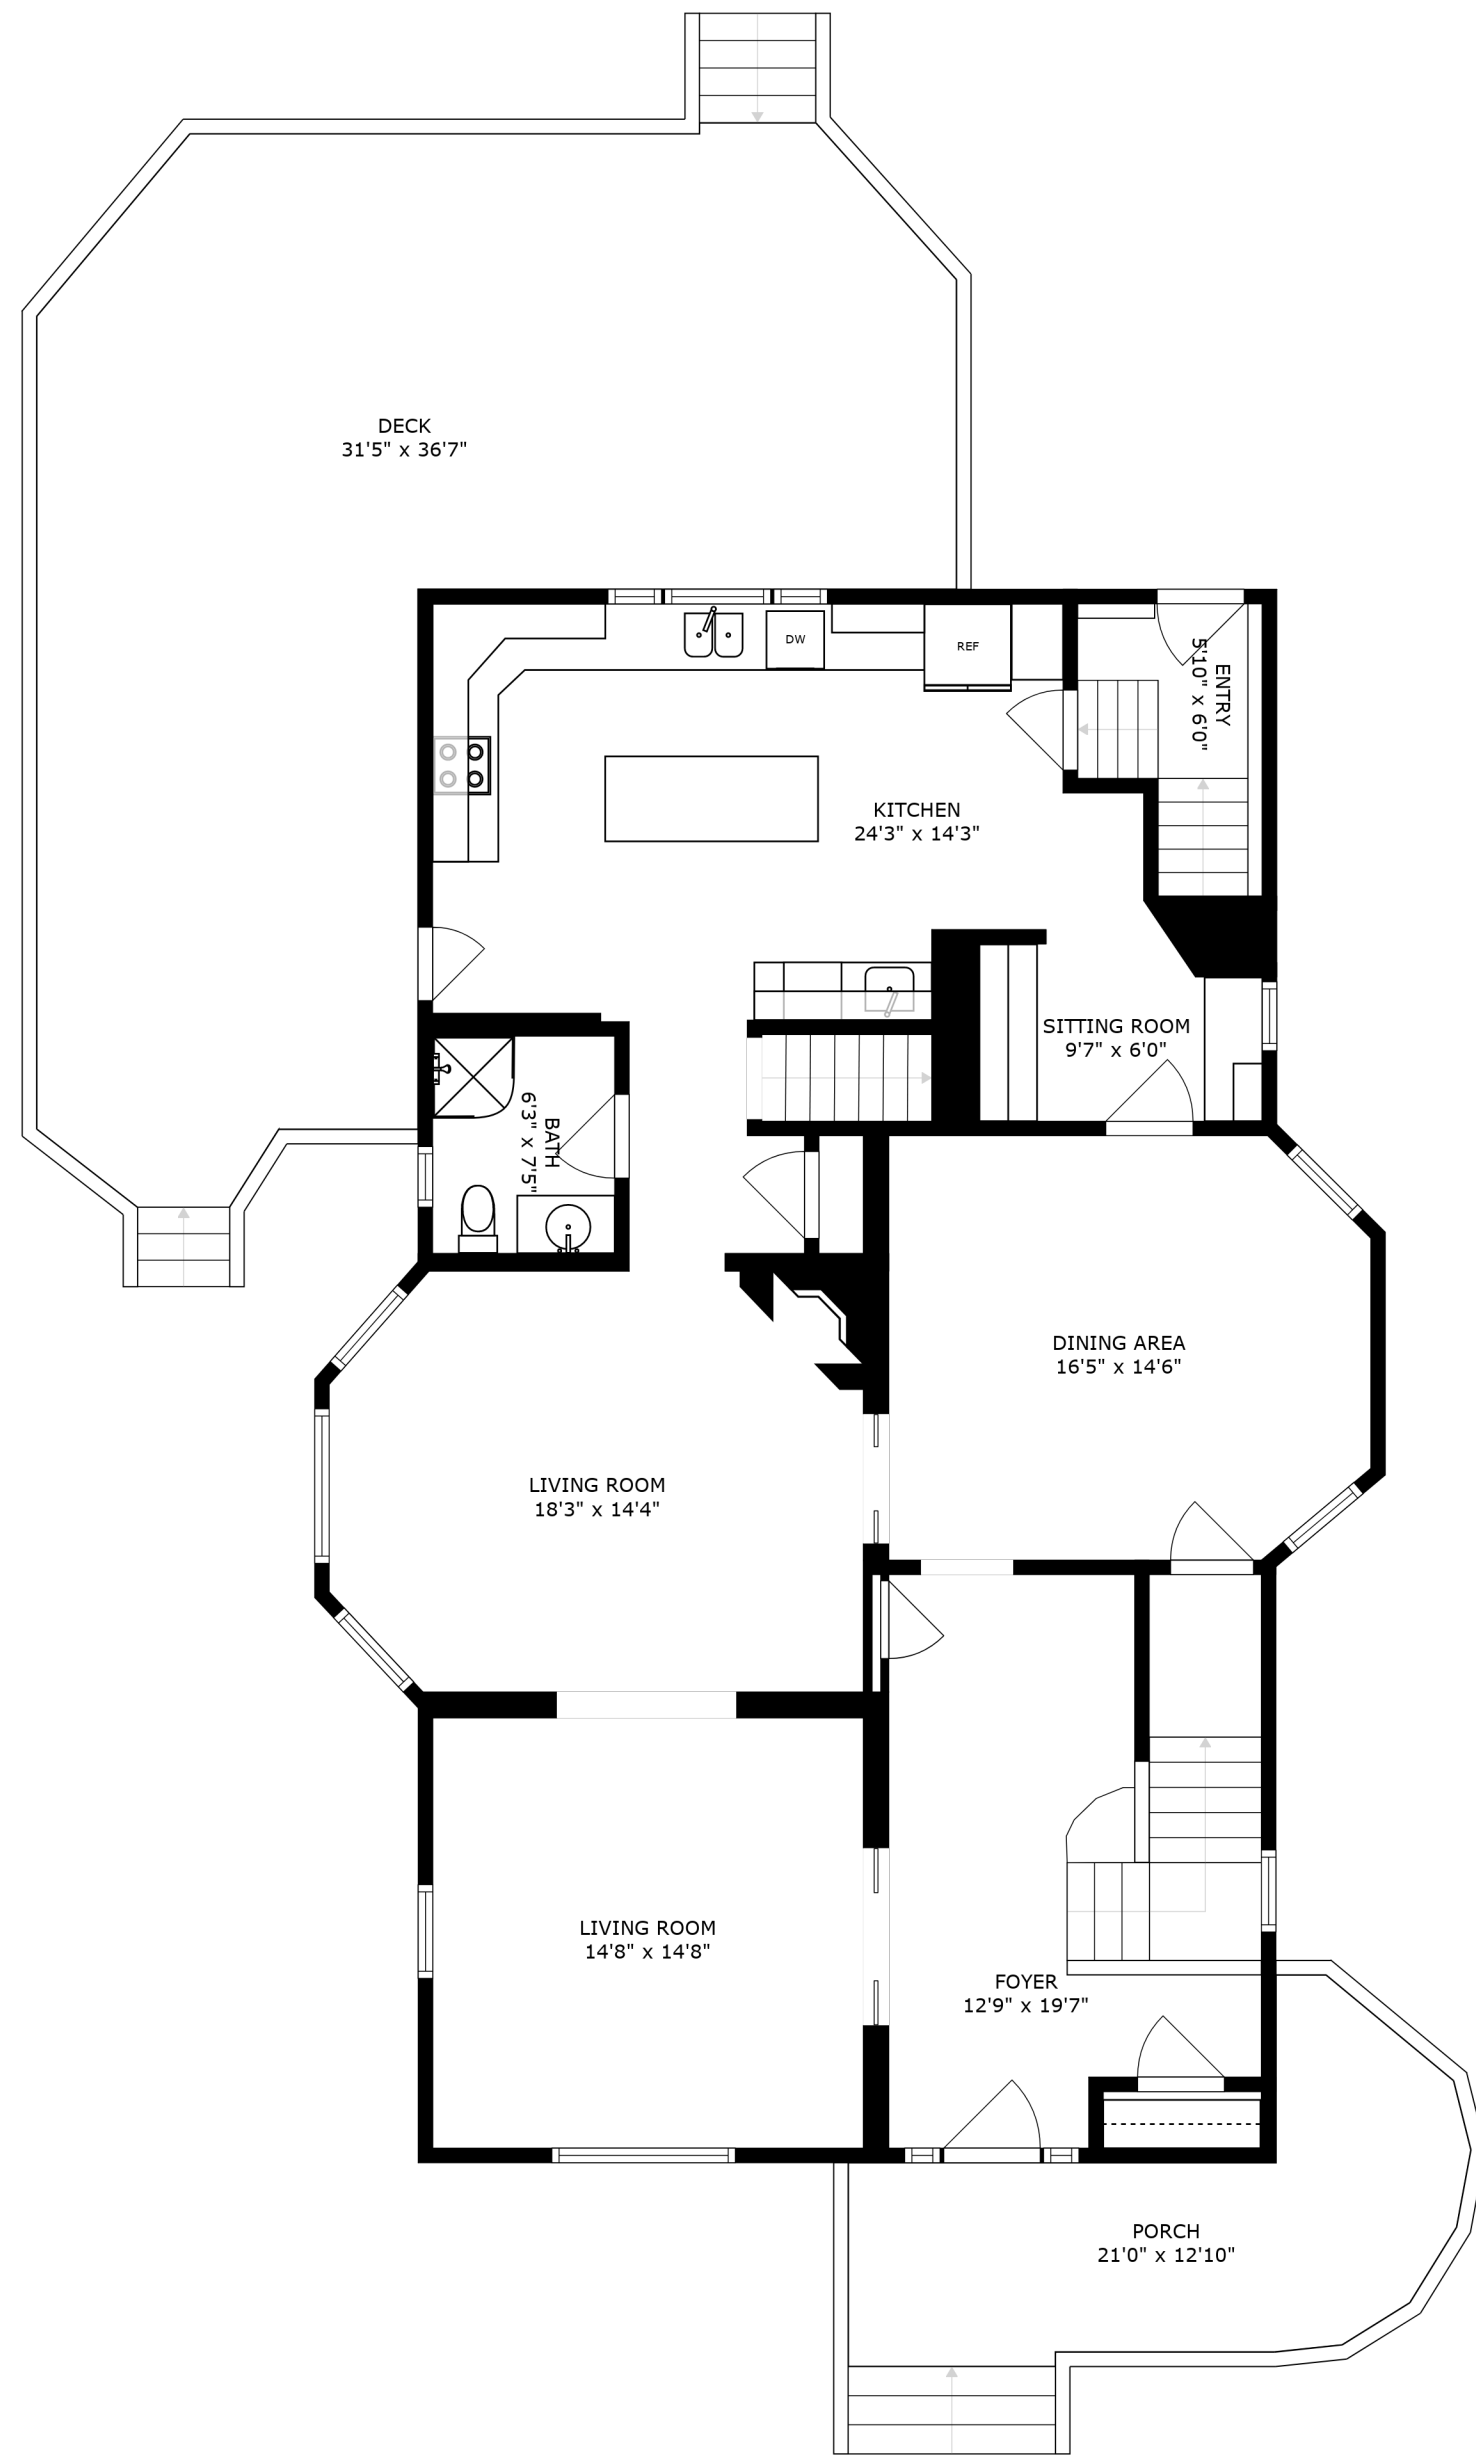 DECK
31'5" x 36'7"
DW
REF
ENTRY
5'10" x 6'0"
KITCHEN
24'3" x 14'3"
SITTING ROOM
9'7" x 6'0"
BATH
6'3" x 7'5"
DINING AREA
16'5" x 14'6"
LIVING ROOM
18'3" x 14'4"
LIVING ROOM
14'8" x 14'8"
FOYER
12'9" x 19'7"
PORCH
21'0" x 12'10"